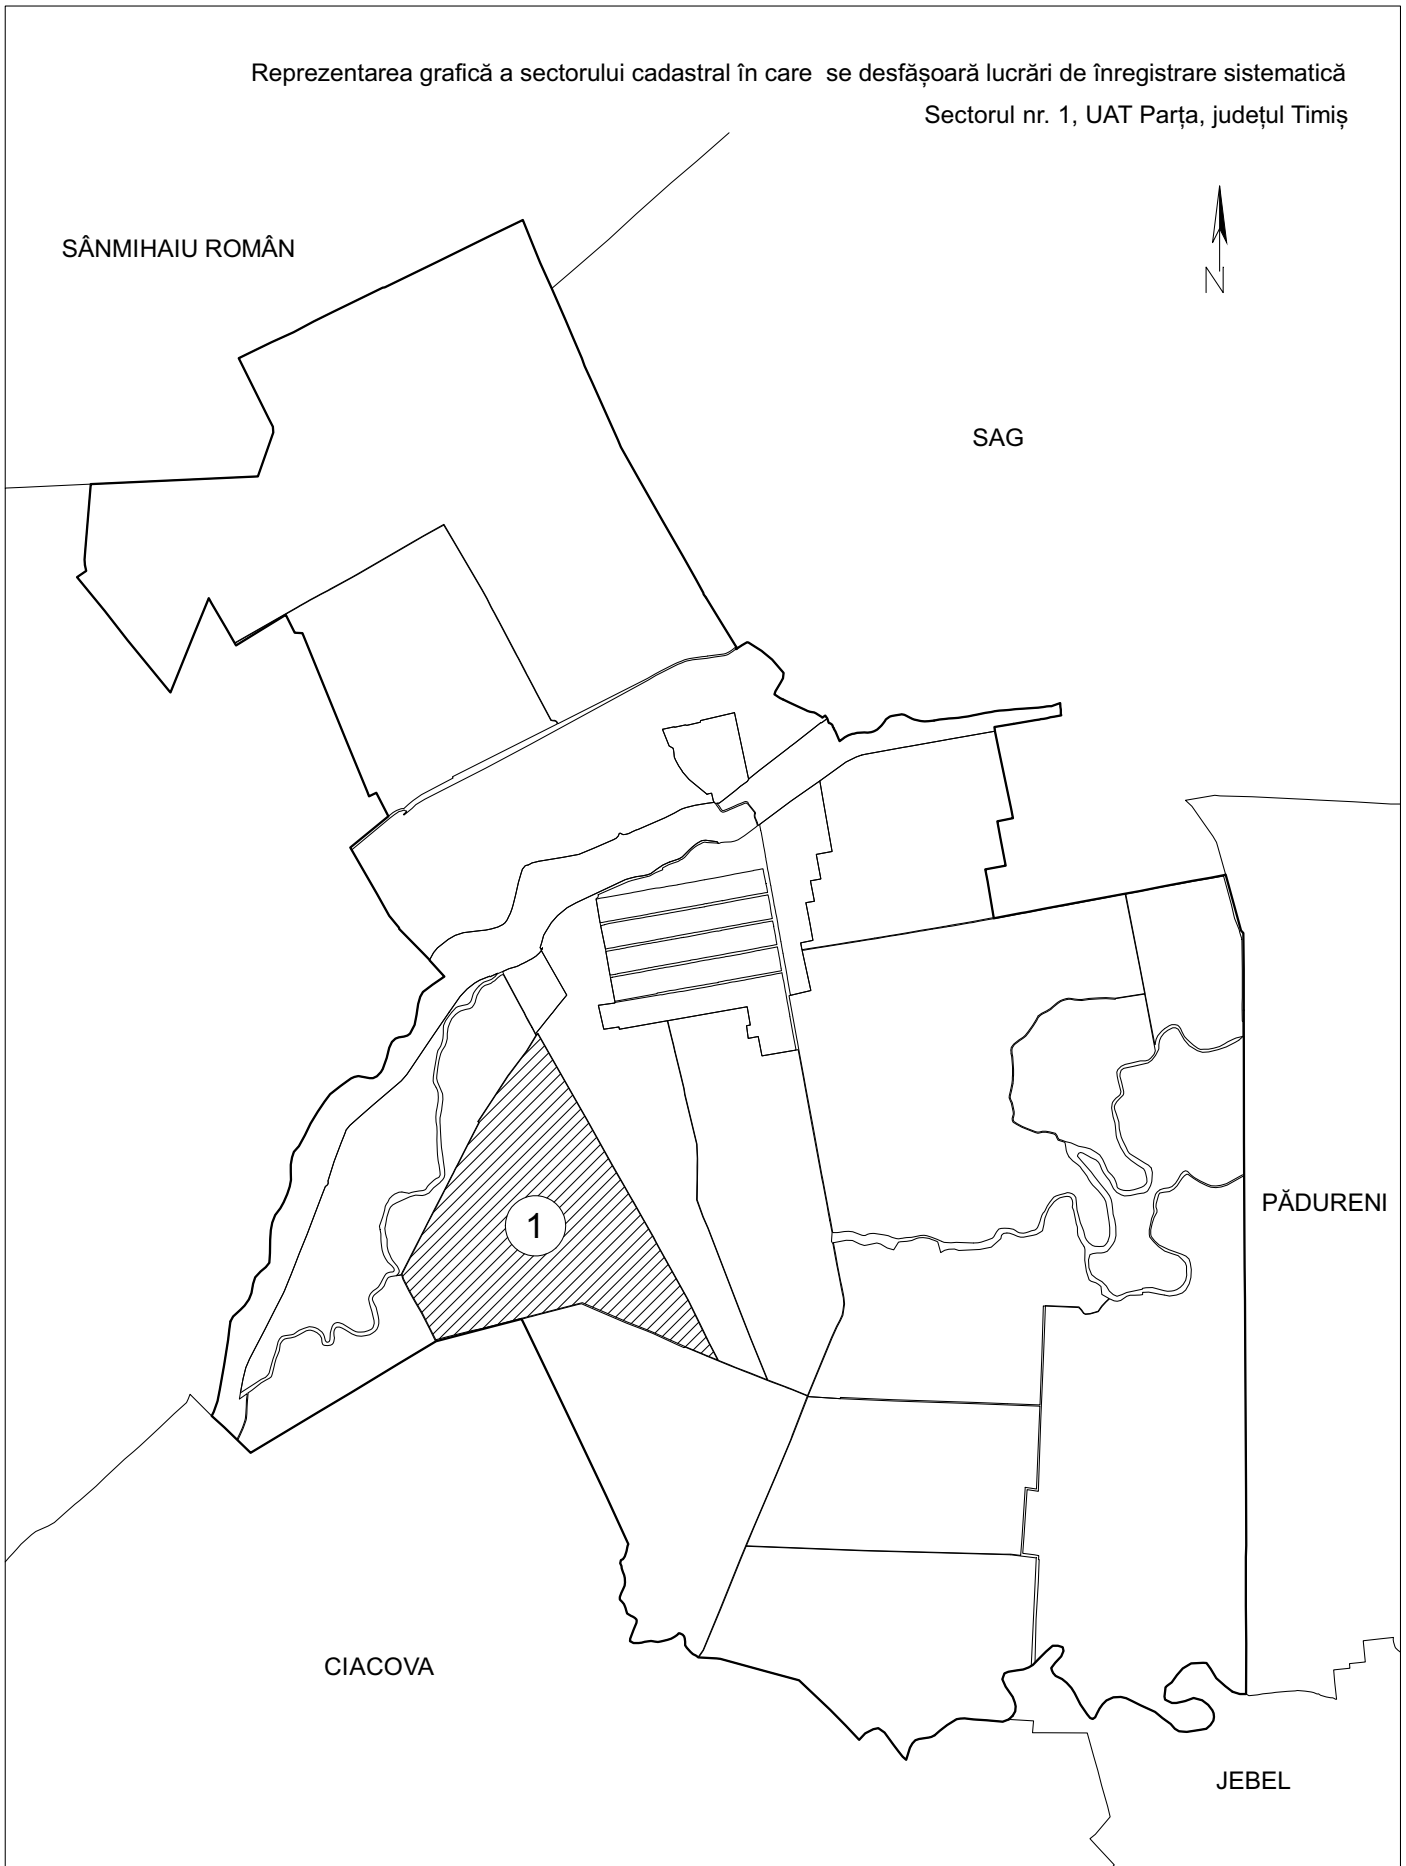 Reprezentarea grafică a sectorului cadastral în care se desfășoară lucrări de înregistrare sistematică
Sectorul nr. 1, UAT Parța, județul Timiș
SÂNMIHAIU ROMÂN
N
SAG
PĂDURENI
1
CIACOVA
JEBEL